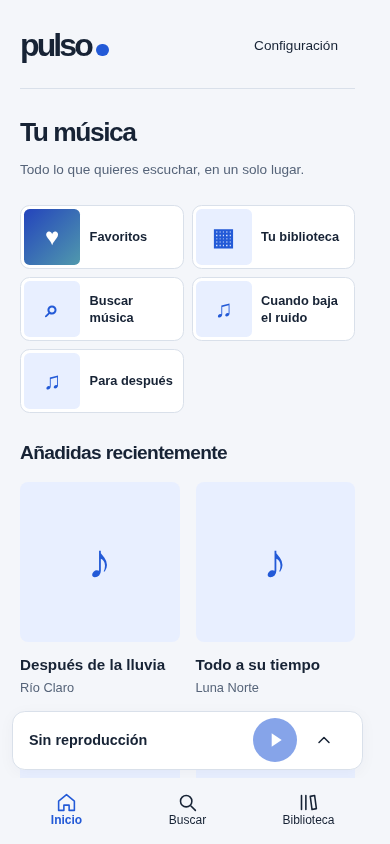 pulso
Configuración
Tu música
Todo lo que quieres escuchar, en un solo lugar.
Favoritos
Tu biblioteca
Buscar
música
Cuando baja
el ruido
Para después
Añadidas recientemente
Después de la lluvia
Río Claro
Todo a su tiempo
Luna Norte
Sin reproducción
Inicio
Buscar
Biblioteca